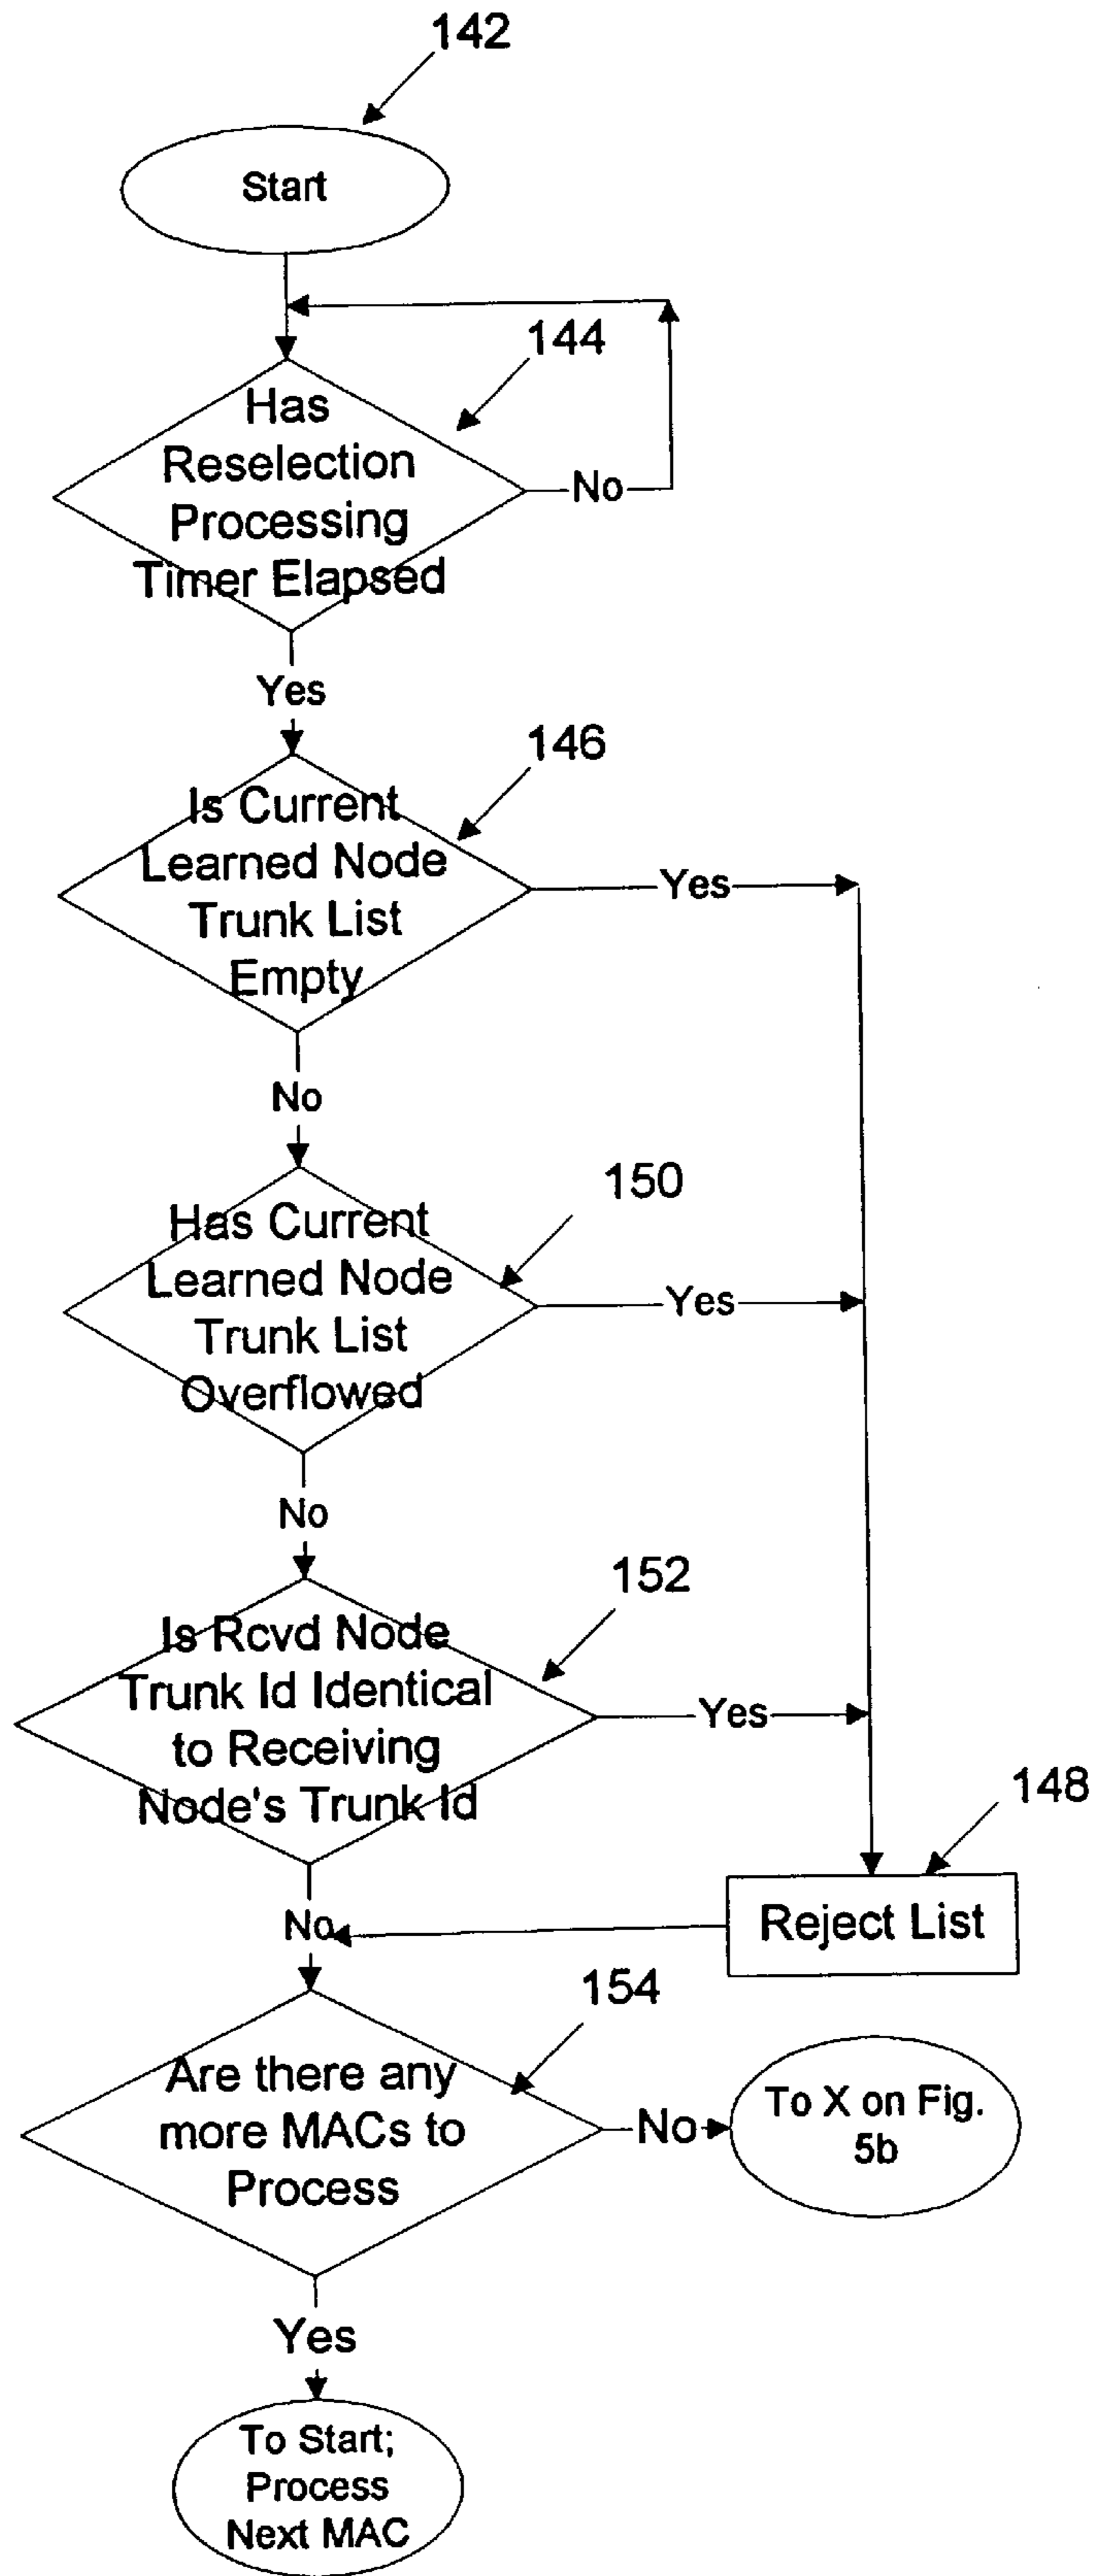 142
Start
144
Has
Reselection
Processing
Timer Elapsed
No
Yes
146
Is Current
Learned Node
Trunk List
Empty
Yes
No
150
Has Current
Learned Node
Trunk List
Overflowed
Yes
No
152
Is Rcvd Node
Trunk Id Identical
to Receiving
Node's Trunk Id
Yes
148
Reject List
No
154
Are there any
more MACs to
Process
No
To X on Fig.
5b
Yes
To Start;
Process
Next MAC